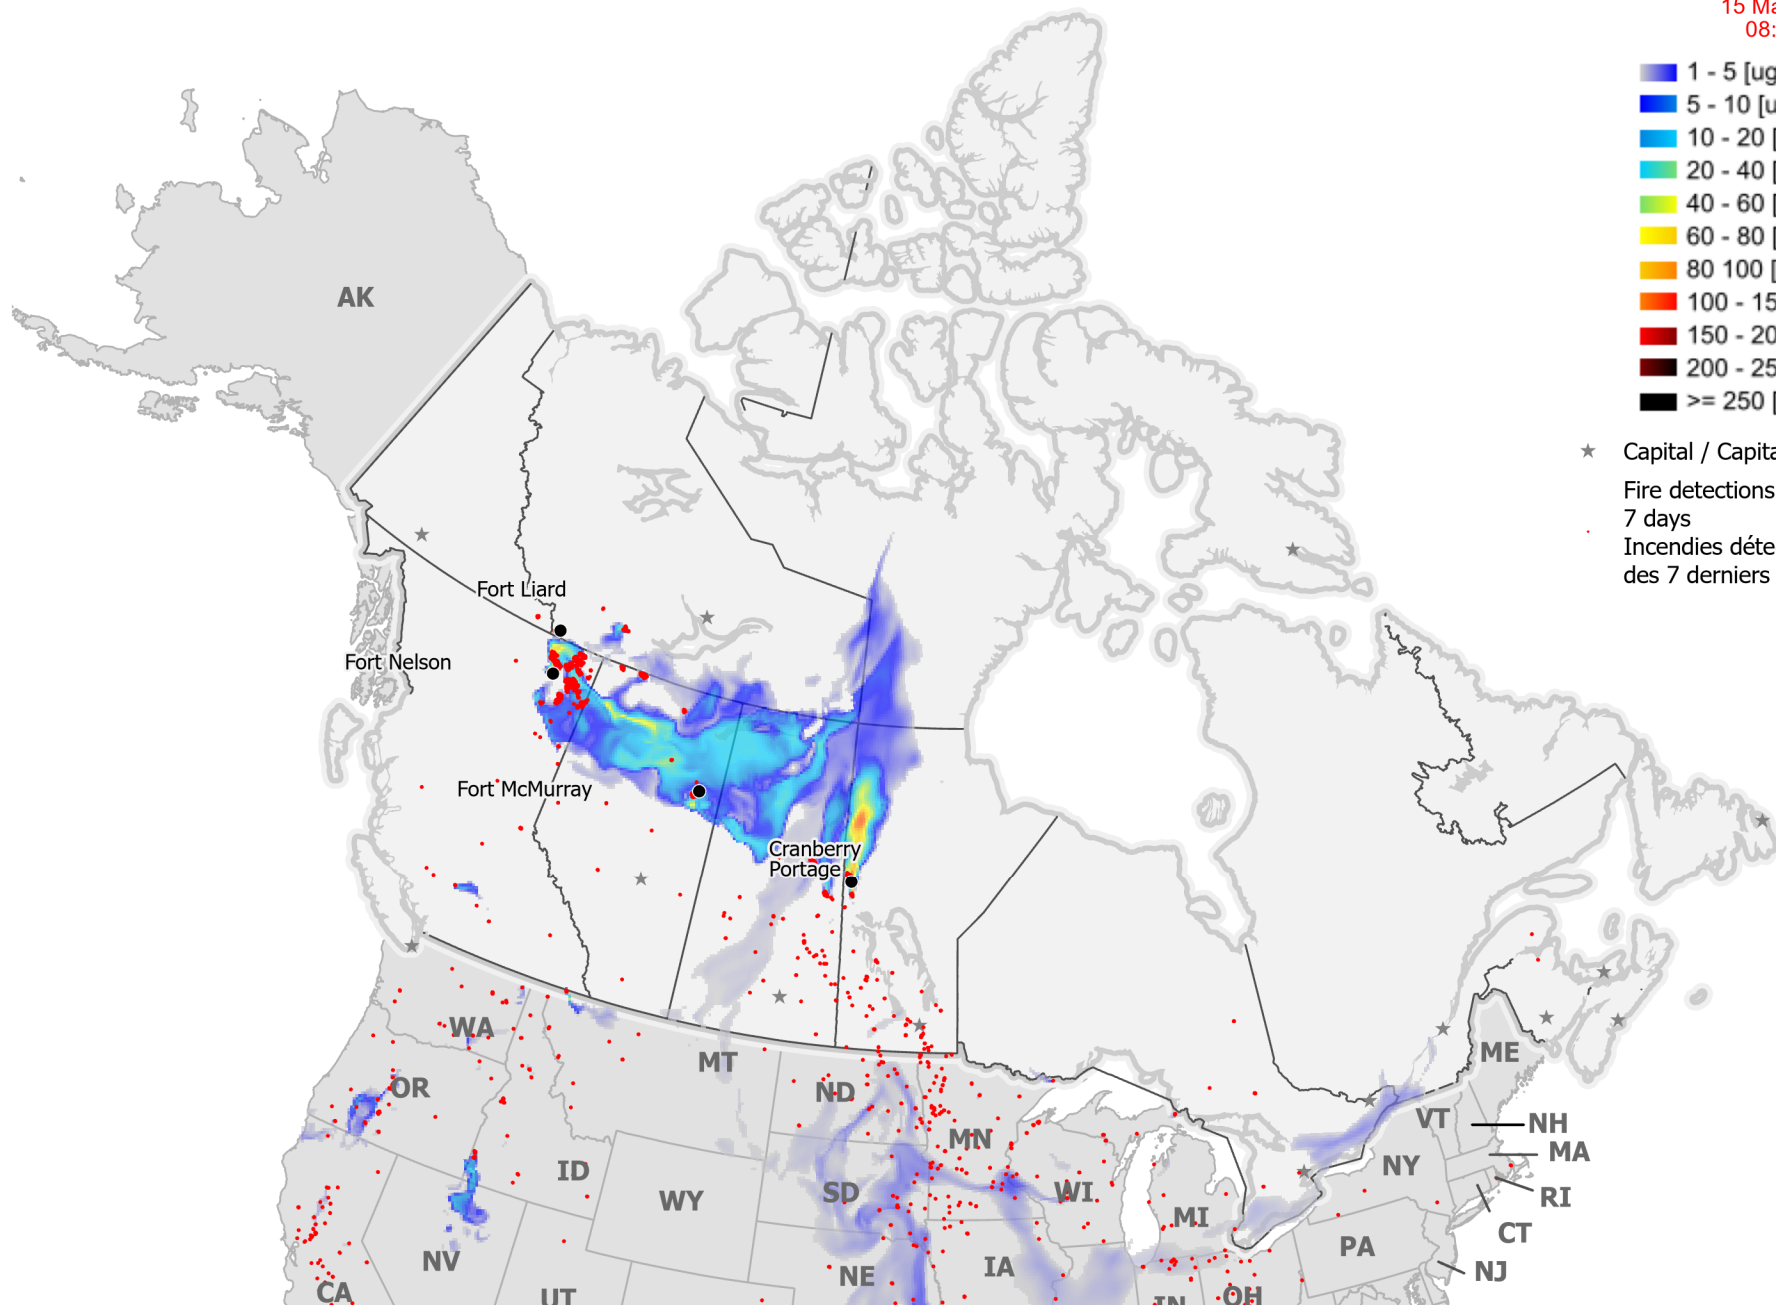 15 Ma
08:
1 - 5 [ug
5 - 10 [u
10 - 20 [
20 - 40 [
40 - 60 [
60 - 80 [
80 100 [
100 - 15
150 - 20
200 - 25
>= 250 [
Capital / Capita
Fire detections
7 days
Incendies déte
des 7 derniers
AK
Fort Liard
Fort Nelson
Fort McMurray
Cranberry
Portage
WA
MT
ND
OR
MN
ID
WY
SD
WI
MI
NV
NE
IA
CA
UT
IN
OH
PA
NY
VT
ME
NH
MA
RI
CT
NJ